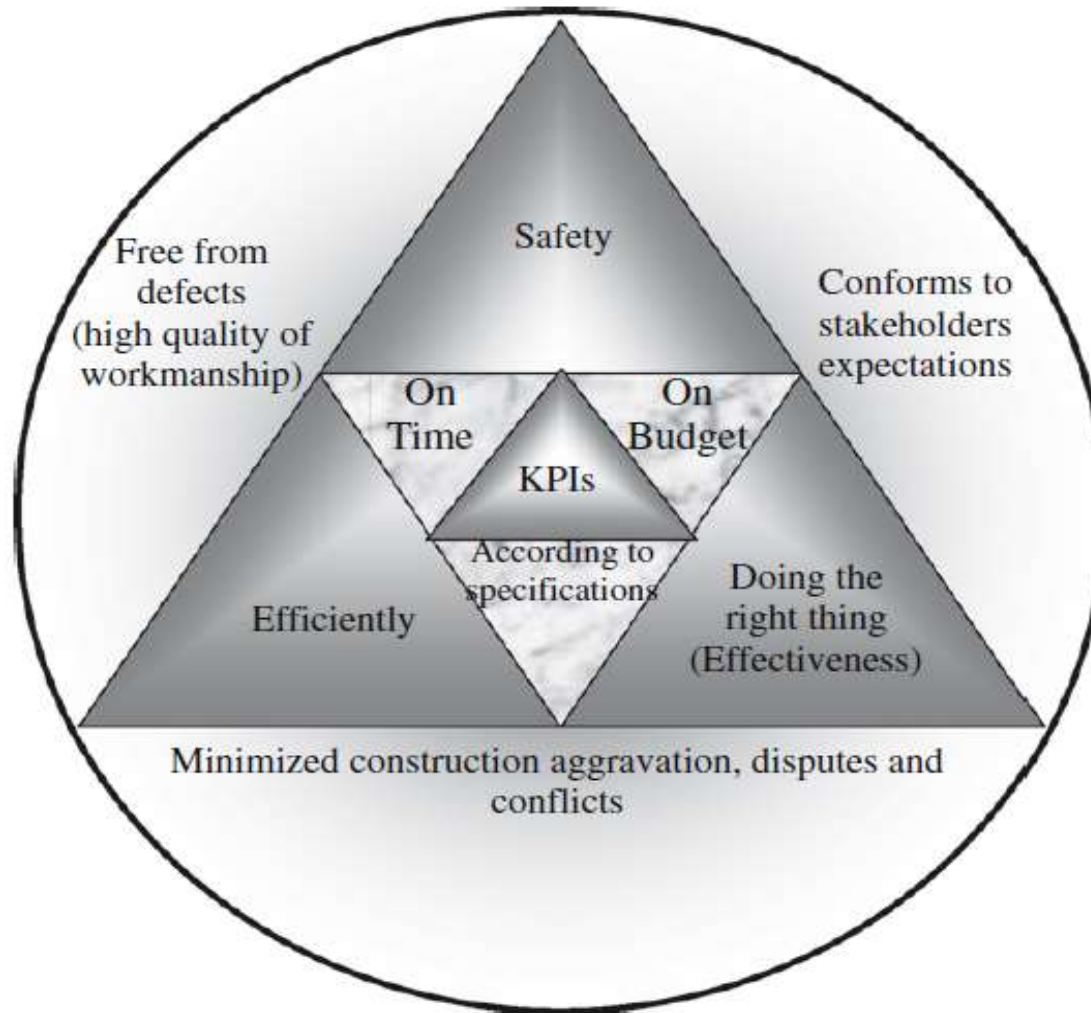 Safety
Free from
defects
(high quality of
workmanship)
Conforms to
stakeholders
expectations
On
Time
On
Budget
KPIs
According to
specifications
Efficiently
Doing the
right thing
(Effectiveness)
Minimized construction aggravation, disputes and
conflicts